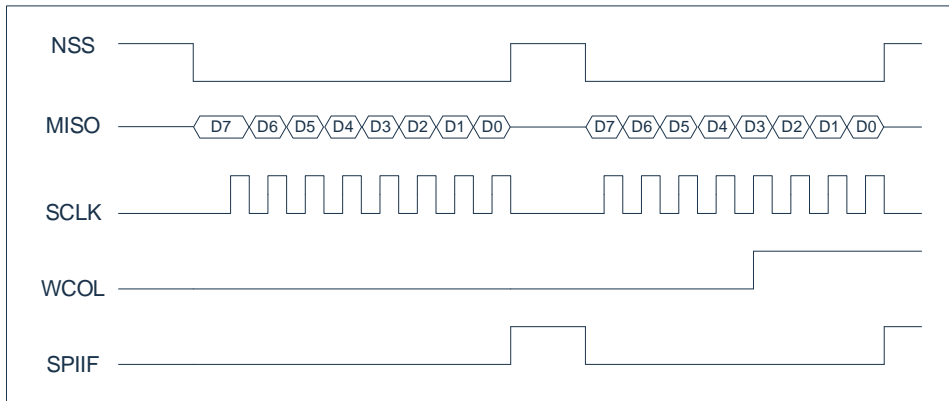 NSS
MISO D7 D6 D5 D4 D3 D2 D1 D0 D7 D6 D5 D4 D3 D2 D1 D0
SCLK
WCOL
SPIIF